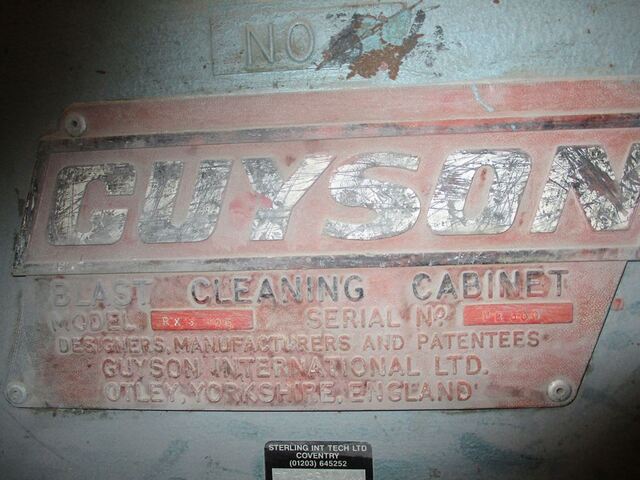 NO
GUYSON
BLAST CLEANING CABINET
MODEL SERIAL Nº
DESIGNERS, MANUFACTURERS AND PATENTEES
GUYSON INTERNATIONAL LTD.
OTLEY, YORKSHIRE, ENGLAND
STERLING INT TECH LTD
COVENTRY
(01203) 645252